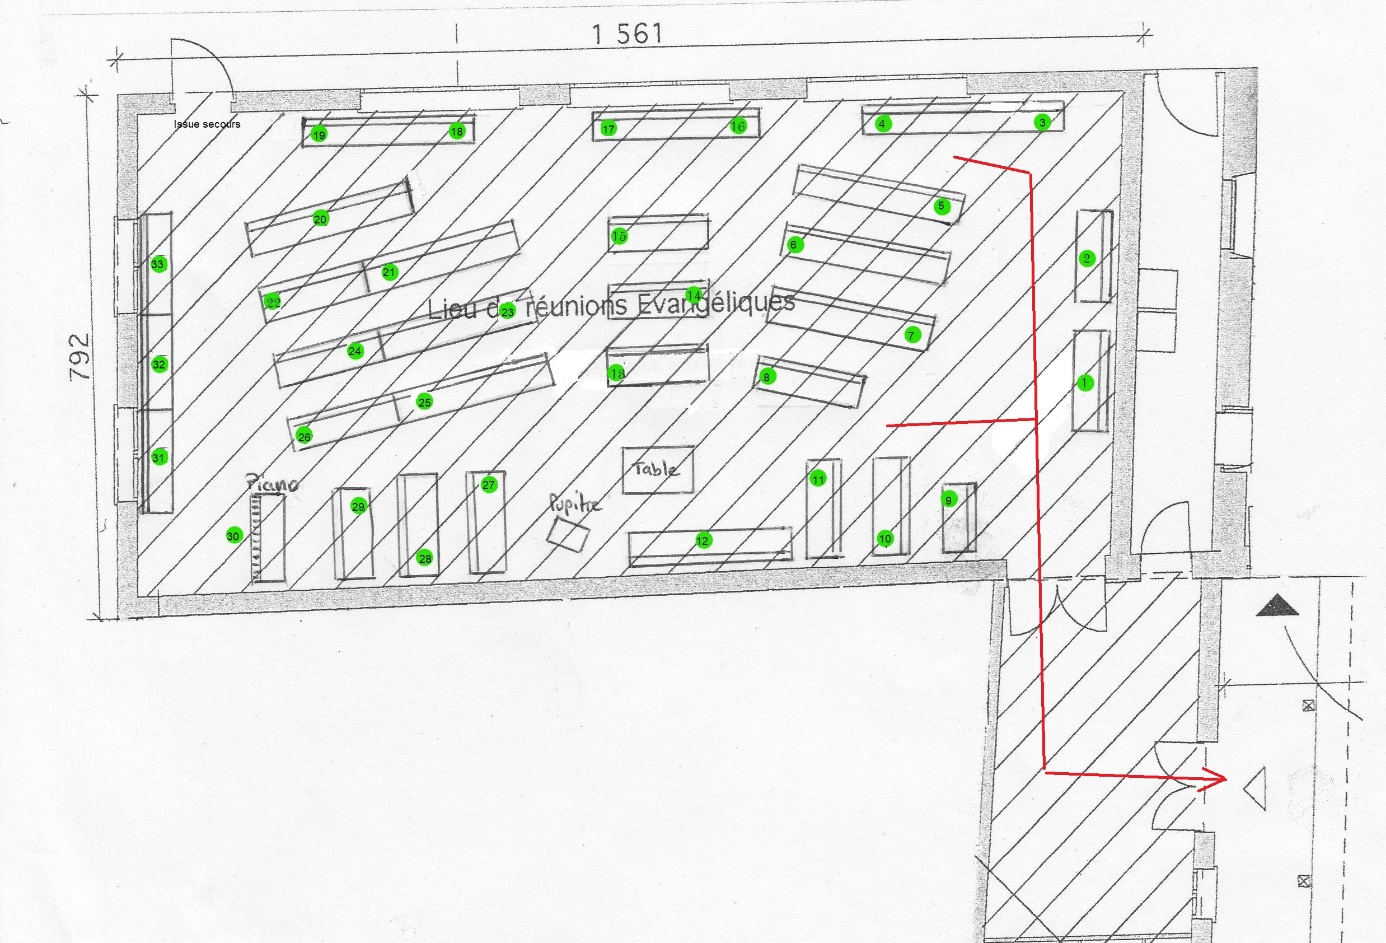 1 561
Issue secours
19 18 17 16 4 3
20 15 5
6
33 22 21 14 2
Lieu de réunions Evangéliques
23
792
24 7
32 13 8 1
25
26
31 Table
Piano 27 11
29 Pupitre 9
30 28 12 10